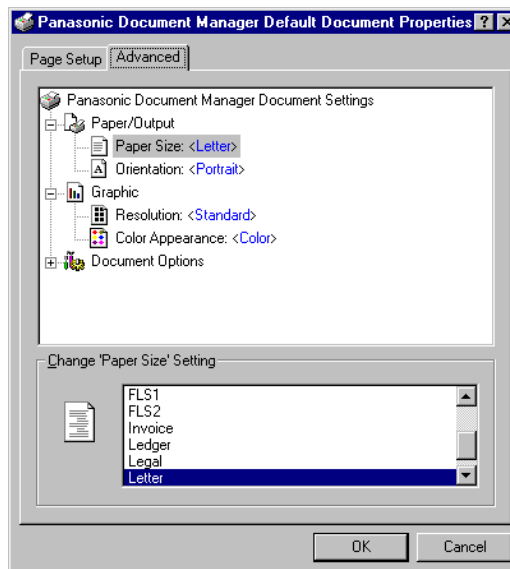 Panasonic Document Manager Default Document Properties
Page Setup
Advanced
Panasonic Document Manager Document Settings
Paper/Output
Paper Size: <Letter>
Orientation: <Portrait>
Graphic
Resolution: <Standard>
Color Appearance: <Color>
Document Options
Change 'Paper Size' Setting
FLS1
FLS2
Invoice
Ledger
Legal
Letter
OK
Cancel